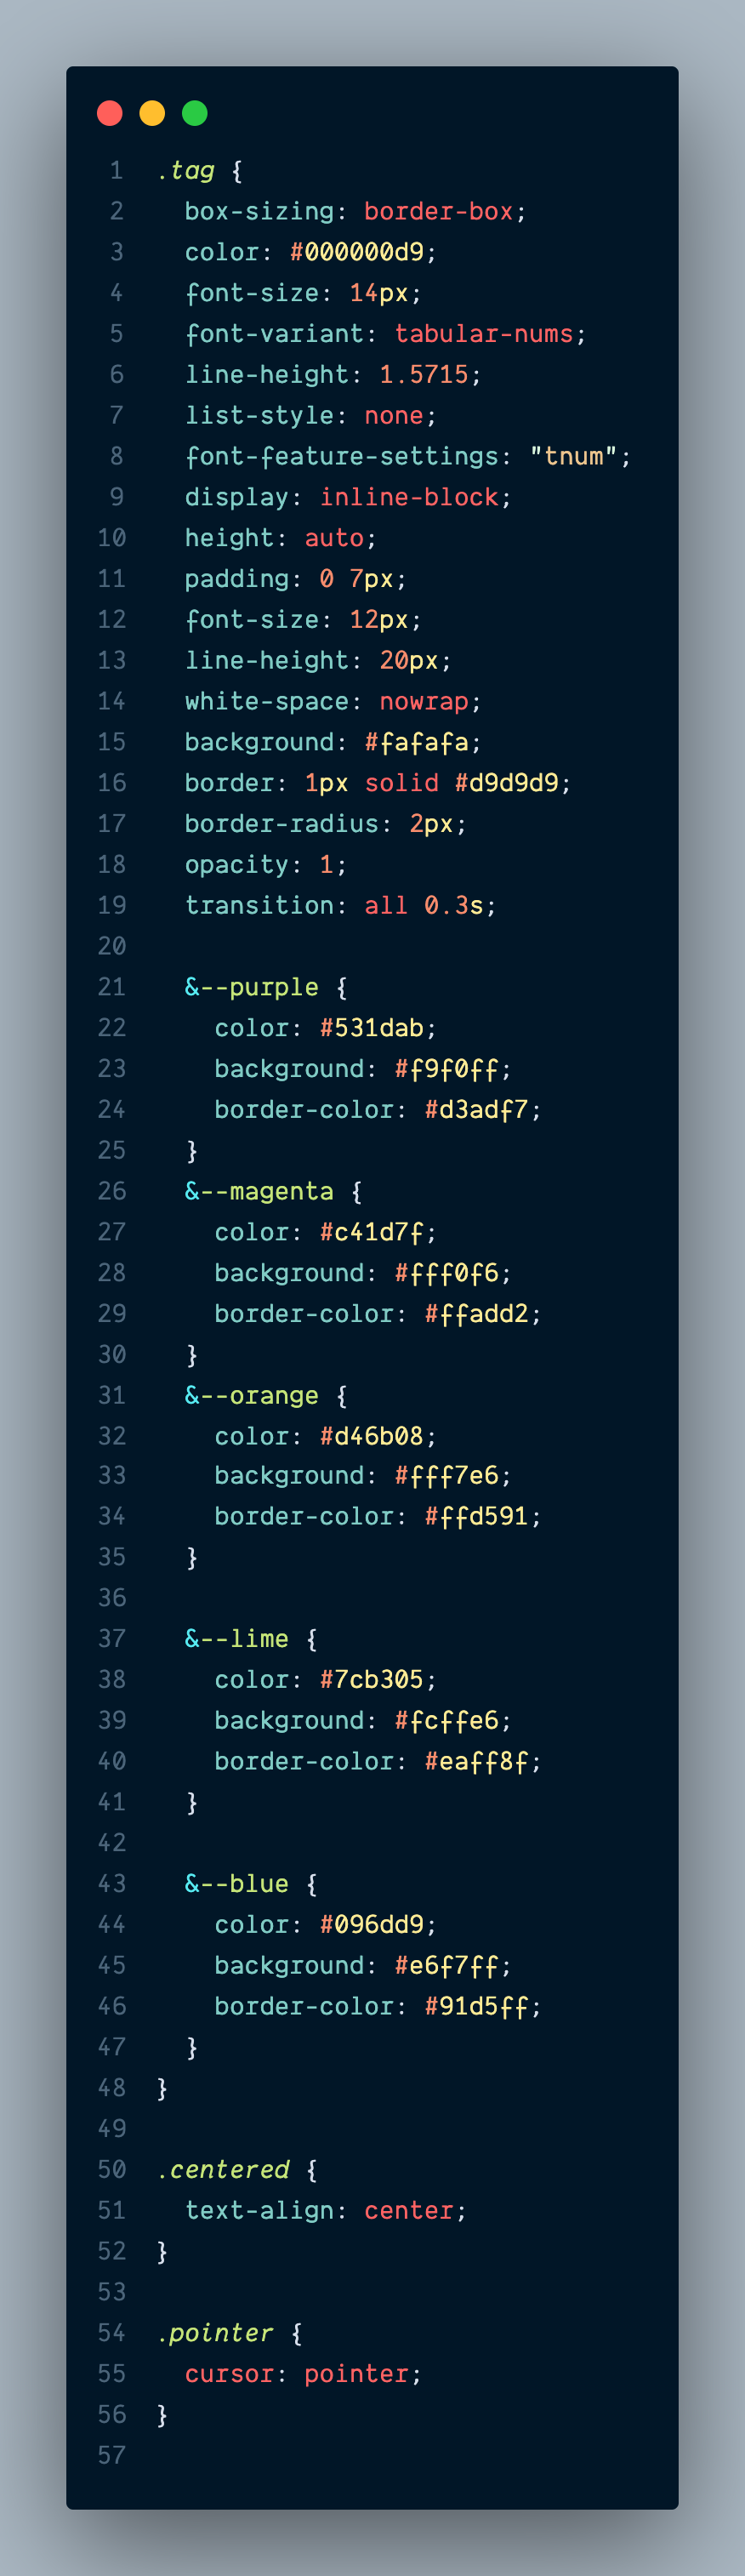 1 .tag {
2   box-sizing: border-box;
3   color: #000000d9;
4   font-size: 14px;
5   font-variant: tabular-nums;
6   line-height: 1.5715;
7   list-style: none;
8   font-feature-settings: "tnum";
9   display: inline-block;
10   height: auto;
11   padding: 0 7px;
12   font-size: 12px;
13   line-height: 20px;
14   white-space: nowrap;
15   background: #fafafa;
16   border: 1px solid #d9d9d9;
17   border-radius: 2px;
18   opacity: 1;
19   transition: all 0.3s;
20
21   &--purple {
22     color: #531dab;
23     background: #f9f0ff;
24     border-color: #d3adf7;
25   }
26   &--magenta {
27     color: #c41d7f;
28     background: #fff0f6;
29     border-color: #ffadd2;
30   }
31   &--orange {
32     color: #d46b08;
33     background: #fff7e6;
34     border-color: #ffd591;
35   }
36
37   &--lime {
38     color: #7cb305;
39     background: #fcffe6;
40     border-color: #eaff8f;
41   }
42
43   &--blue {
44     color: #096dd9;
45     background: #e6f7ff;
46     border-color: #91d5ff;
47   }
48 }
49
50 .centered {
51   text-align: center;
52 }
53
54 .pointer {
55   cursor: pointer;
56 }
57